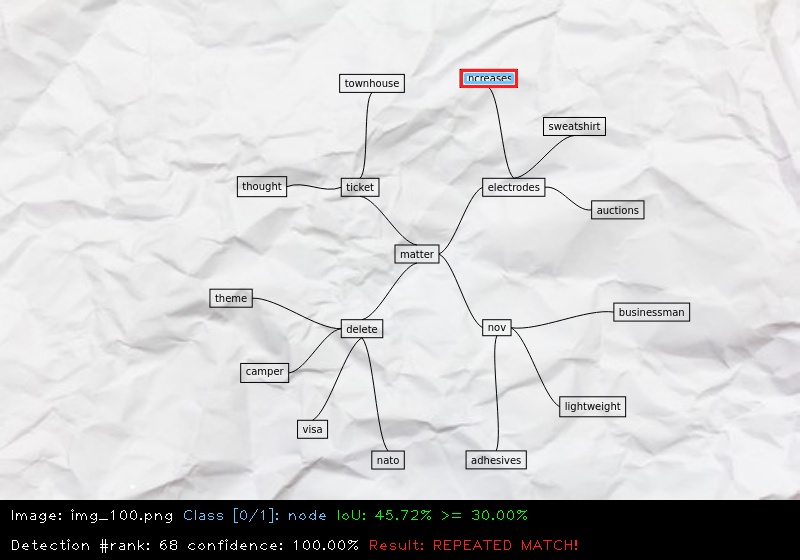 townhouse
ncreases
sweatshirt
thought
ticket
electrodes
auctions
matter
theme
delete
nov
businessman
camper
lightweight
visa
nato
adhesives
Image: img_100.png Class [0/1]: node IoU: 45.72% >= 30.00%
Detection #rank: 68 confidence: 100.00% Result: REPEATED MATCH!